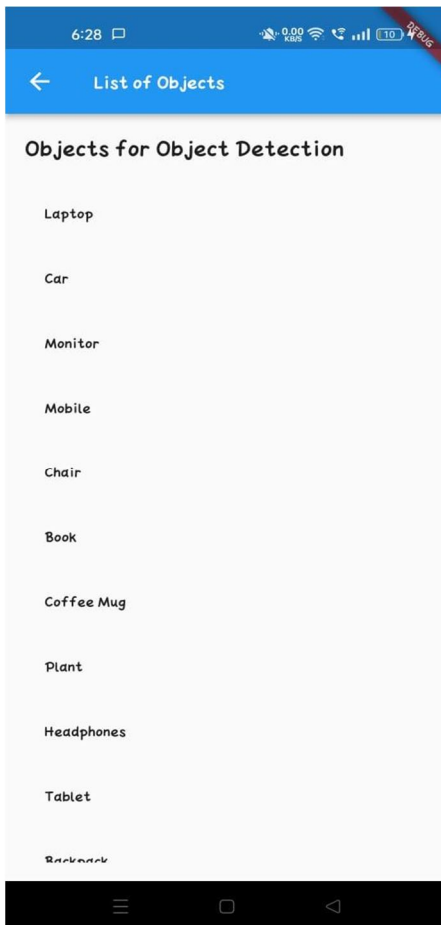 6:28
0.00
KB/S
10
DEBUG
List of Objects
Objects for Object Detection
Laptop
Car
Monitor
Mobile
Chair
Book
Coffee Mug
Plant
Headphones
Tablet
Backpack